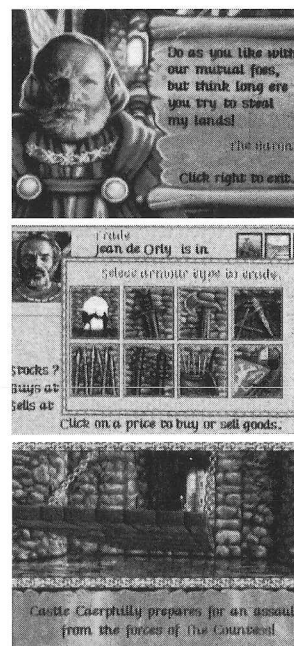 Do as you like with
our mutual foes,
but think long ere
you try to steal
my lands!
The Baron
Click right to exit.
Trade
Jean de Orly is in
Select armour type to trade.
Stocks ?
Buys at
Sells at
Click on a price to buy or sell goods.
Castle Caerphilly prepares for an assault
from the forces of The Countess!